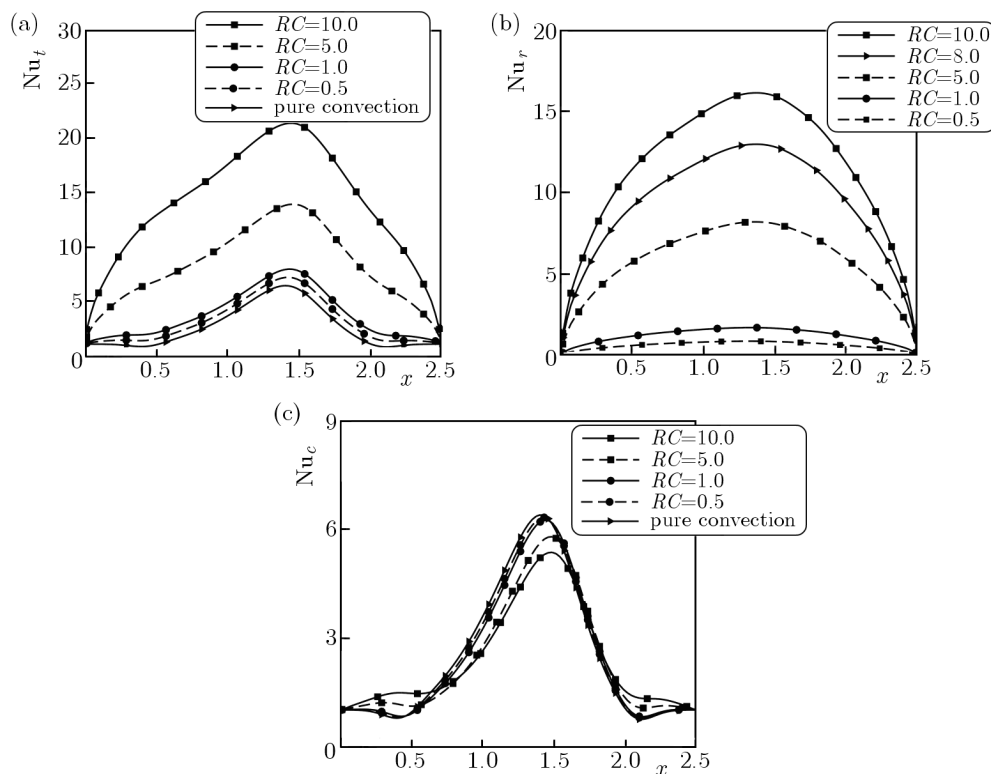 (a)
Nu_t
30
25
20
15
10
5
0
0.5
1.0
1.5
2.0
2.5
x
RC=10.0
RC=5.0
RC=1.0
RC=0.5
pure convection
(b)
Nu_r
20
15
10
5
0
0.5
1.0
1.5
2.0
2.5
x
RC=10.0
RC=8.0
RC=5.0
RC=1.0
RC=0.5
(c)
Nu_c
9
6
3
0
0.5
1.0
1.5
2.0
2.5
x
RC=10.0
RC=5.0
RC=1.0
RC=0.5
pure convection